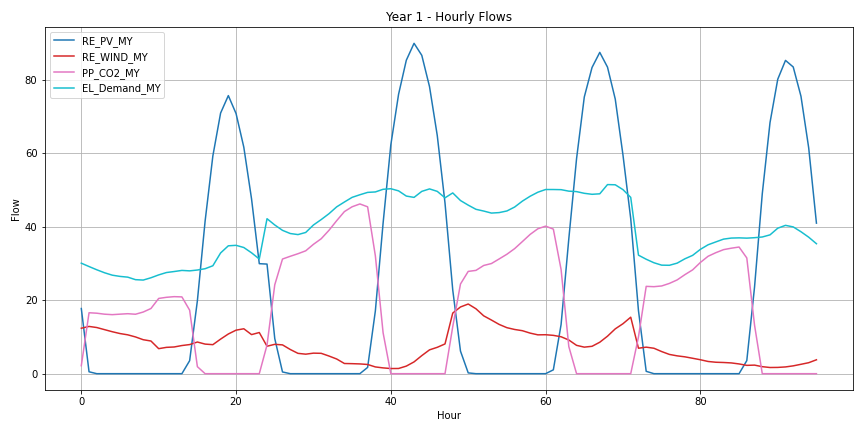 Year 1 - Hourly Flows
RE_PV_MY
RE_WIND_MY
PP_CO2_MY
EL_Demand_MY
Flow
80
60
40
20
0
0 20 40 60 80
Hour